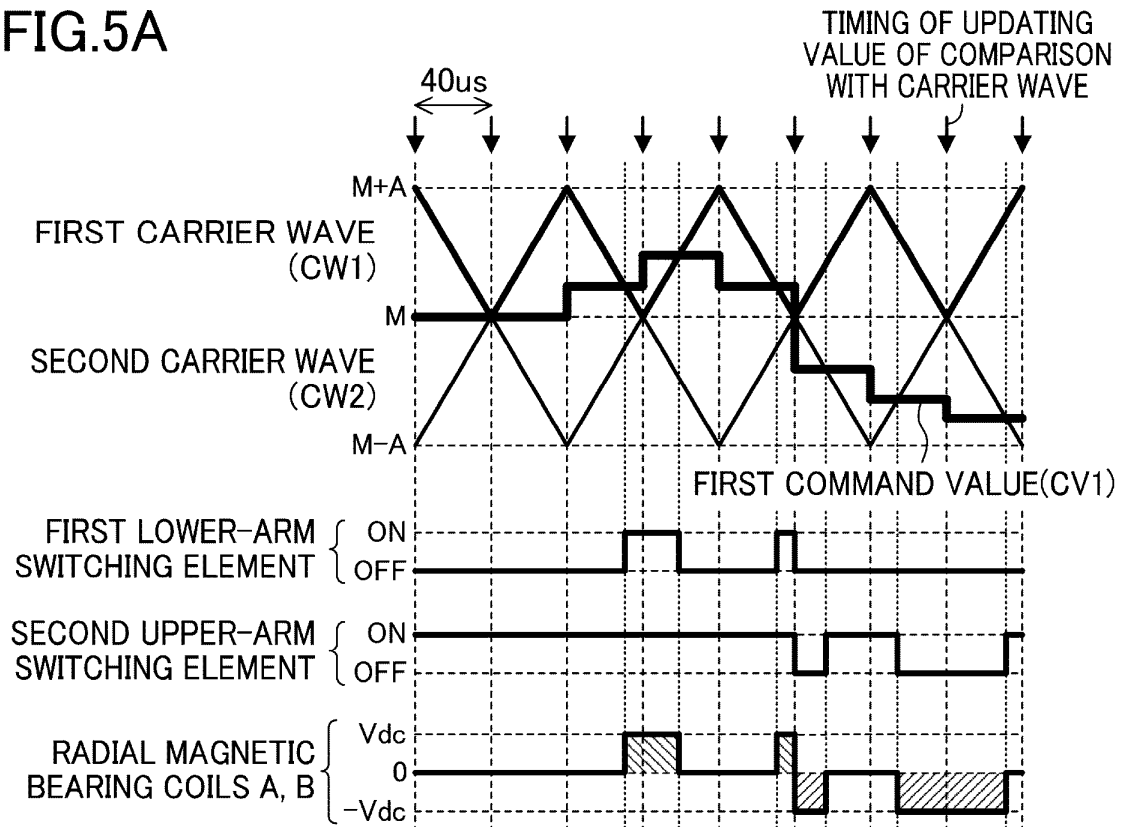 FIG.5A
TIMING OF UPDATING
VALUE OF COMPARISON
WITH CARRIER WAVE
40us
M+A
FIRST CARRIER WAVE
(CW1)
M
SECOND CARRIER WAVE
(CW2)
M-A
FIRST COMMAND VALUE(CV1)
FIRST LOWER-ARM
SWITCHING ELEMENT
ON
OFF
SECOND UPPER-ARM
SWITCHING ELEMENT
ON
OFF
RADIAL MAGNETIC
BEARING COILS A, B
Vdc
0
-Vdc